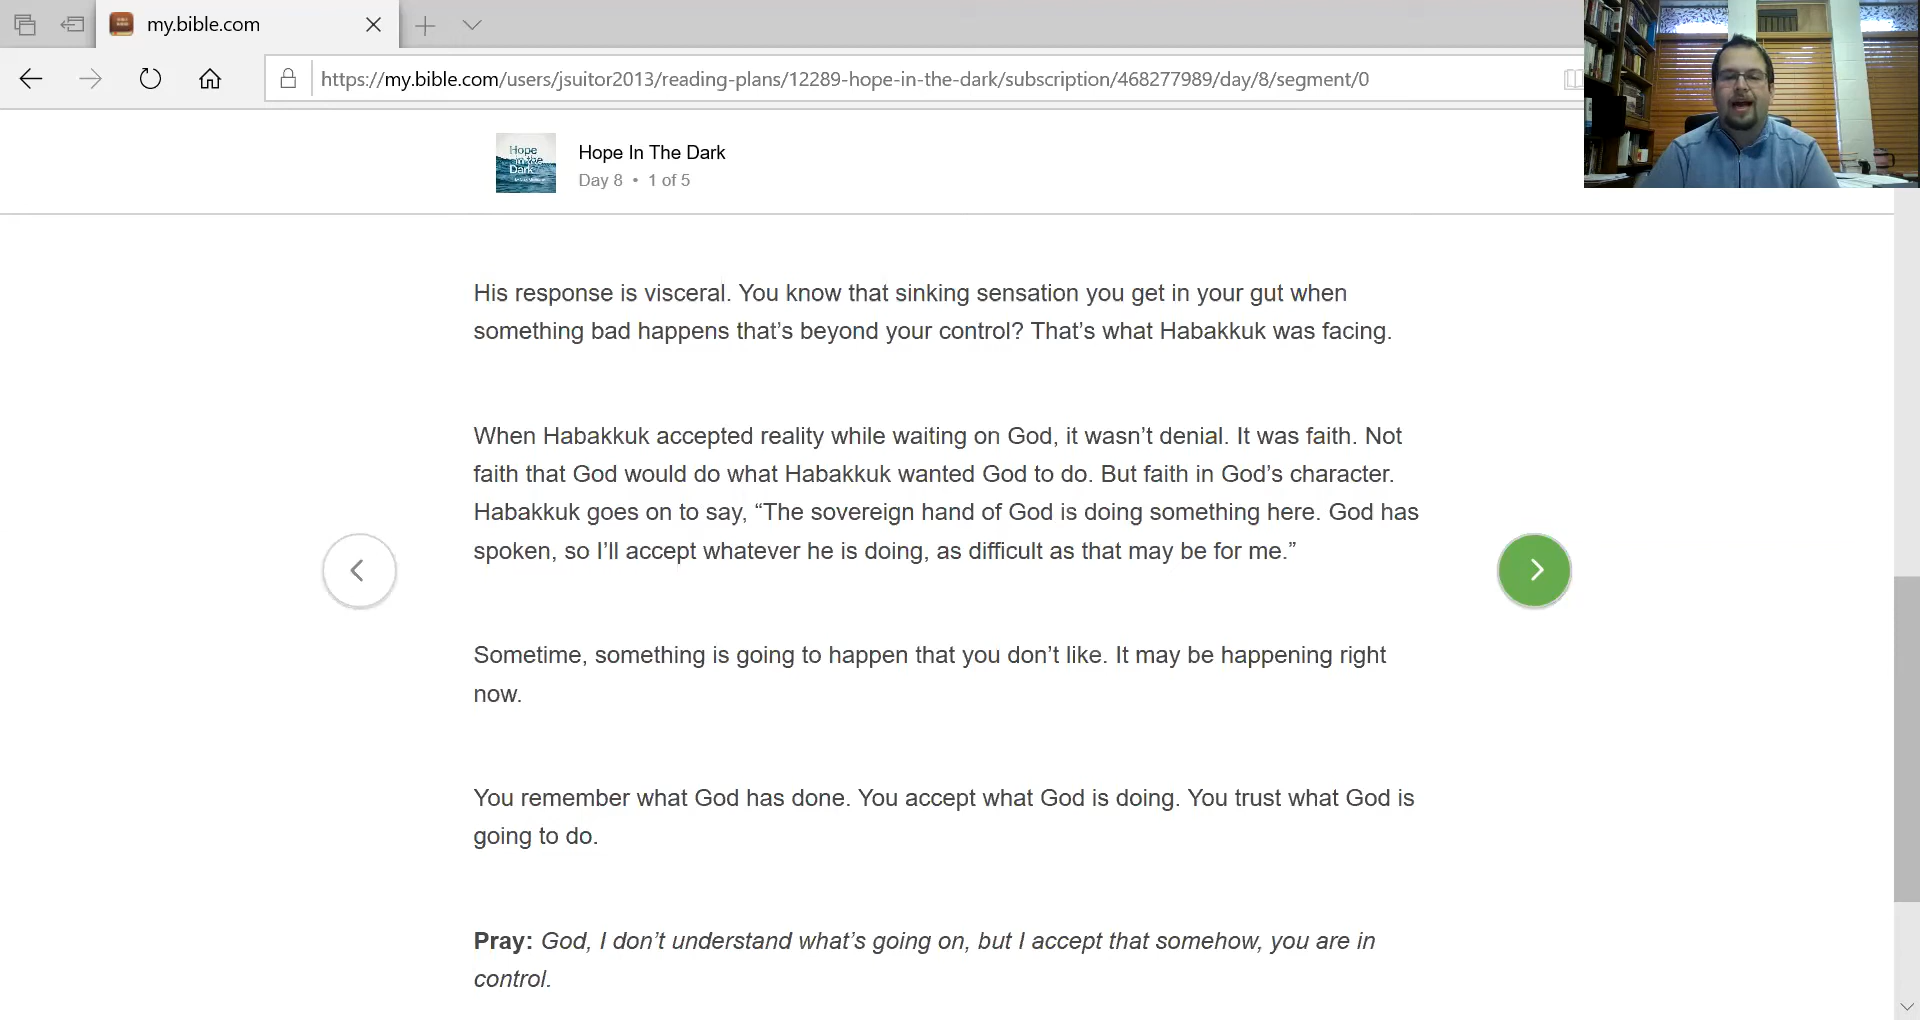 my.bible.com
https://my.bible.com/users/jsuitor2013/reading-plans/12289-hope-in-the-dark/subscription/468277989/day/8/segment/0
Hope
in the
Dark
Hope In The Dark
Day 8 • 1 of 5
His response is visceral. You know that sinking sensation you get in your gut when
something bad happens that’s beyond your control? That’s what Habakkuk was facing.
When Habakkuk accepted reality while waiting on God, it wasn’t denial. It was faith. Not
faith that God would do what Habakkuk wanted God to do. But faith in God’s character.
Habakkuk goes on to say, “The sovereign hand of God is doing something here. God has
spoken, so I’ll accept whatever he is doing, as difficult as that may be for me.”
Sometime, something is going to happen that you don’t like. It may be happening right
now.
You remember what God has done. You accept what God is doing. You trust what God is
going to do.
Pray: God, I don’t understand what’s going on, but I accept that somehow, you are in
control.